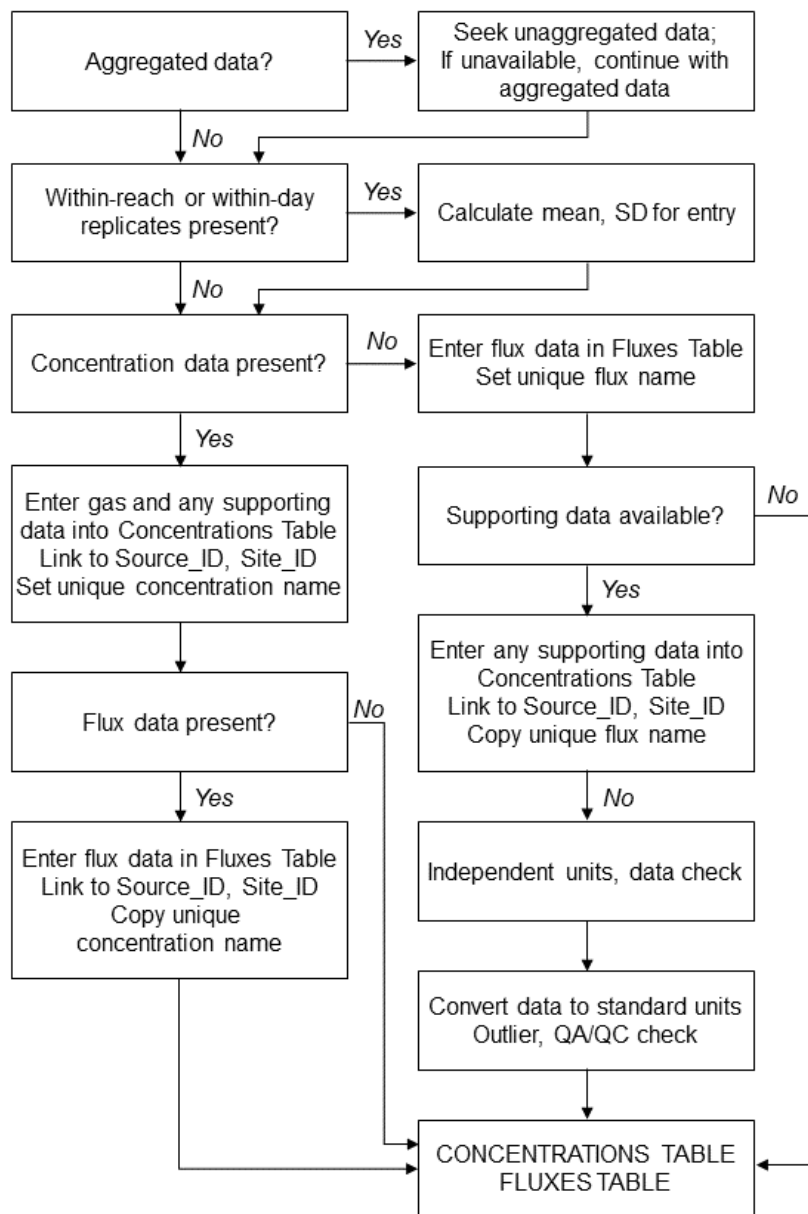 Aggregated data?
Yes
Seek unaggregated data;
If unavailable, continue with
aggregated data
No
Within-reach or within-day
replicates present?
Yes
Calculate mean, SD for entry
No
Concentration data present?
No
Enter flux data in Fluxes Table
Set unique flux name
Yes
Enter gas and any supporting
data into Concentrations Table
Link to Source_ID, Site_ID
Set unique concentration name
Supporting data available?
No
Yes
Enter any supporting data into
Concentrations Table
Link to Source_ID, Site_ID
Copy unique flux name
Flux data present?
No
Yes
No
Enter flux data in Fluxes Table
Link to Source_ID, Site_ID
Copy unique
concentration name
Independent units, data check
Convert data to standard units
Outlier, QA/QC check
CONCENTRATIONS TABLE
FLUXES TABLE